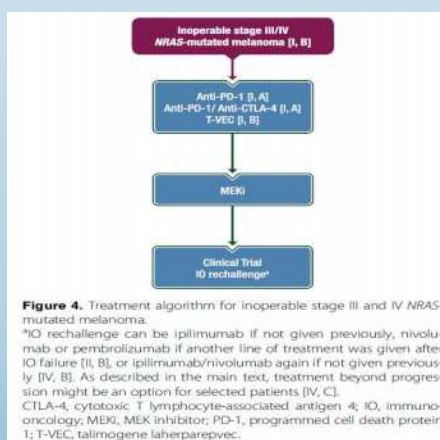 Inoperable stage III/IV
NRAS-mutated melanoma [I, B]
Anti-PD-1 [I, A]
Anti-PD-1/ Anti-CTLA-4 [I, A]
T-VEC [I, B]
MEKi
Clinical Trial
IO rechallengeᵃ
Figure 4. Treatment algorithm for inoperable stage III and IV NRAS-
mutated melanoma.
ᵃIO rechallenge can be ipilimumab if not given previously, nivolu-
mab or pembrolizumab if another line of treatment was given afte
IO failure [II, B], or ipilimumab/nivolumab again if not given previous-
ly [IV, B]. As described in the main text, treatment beyond progres
sion might be an option for selected patients [IV, C].
CTLA-4, cytotoxic T lymphocyte-associated antigen 4; IO, immuno-
oncology; MEKi, MEK inhibitor; PD-1, programmed cell death protein
1; T-VEC, talimogene laherparepvec.